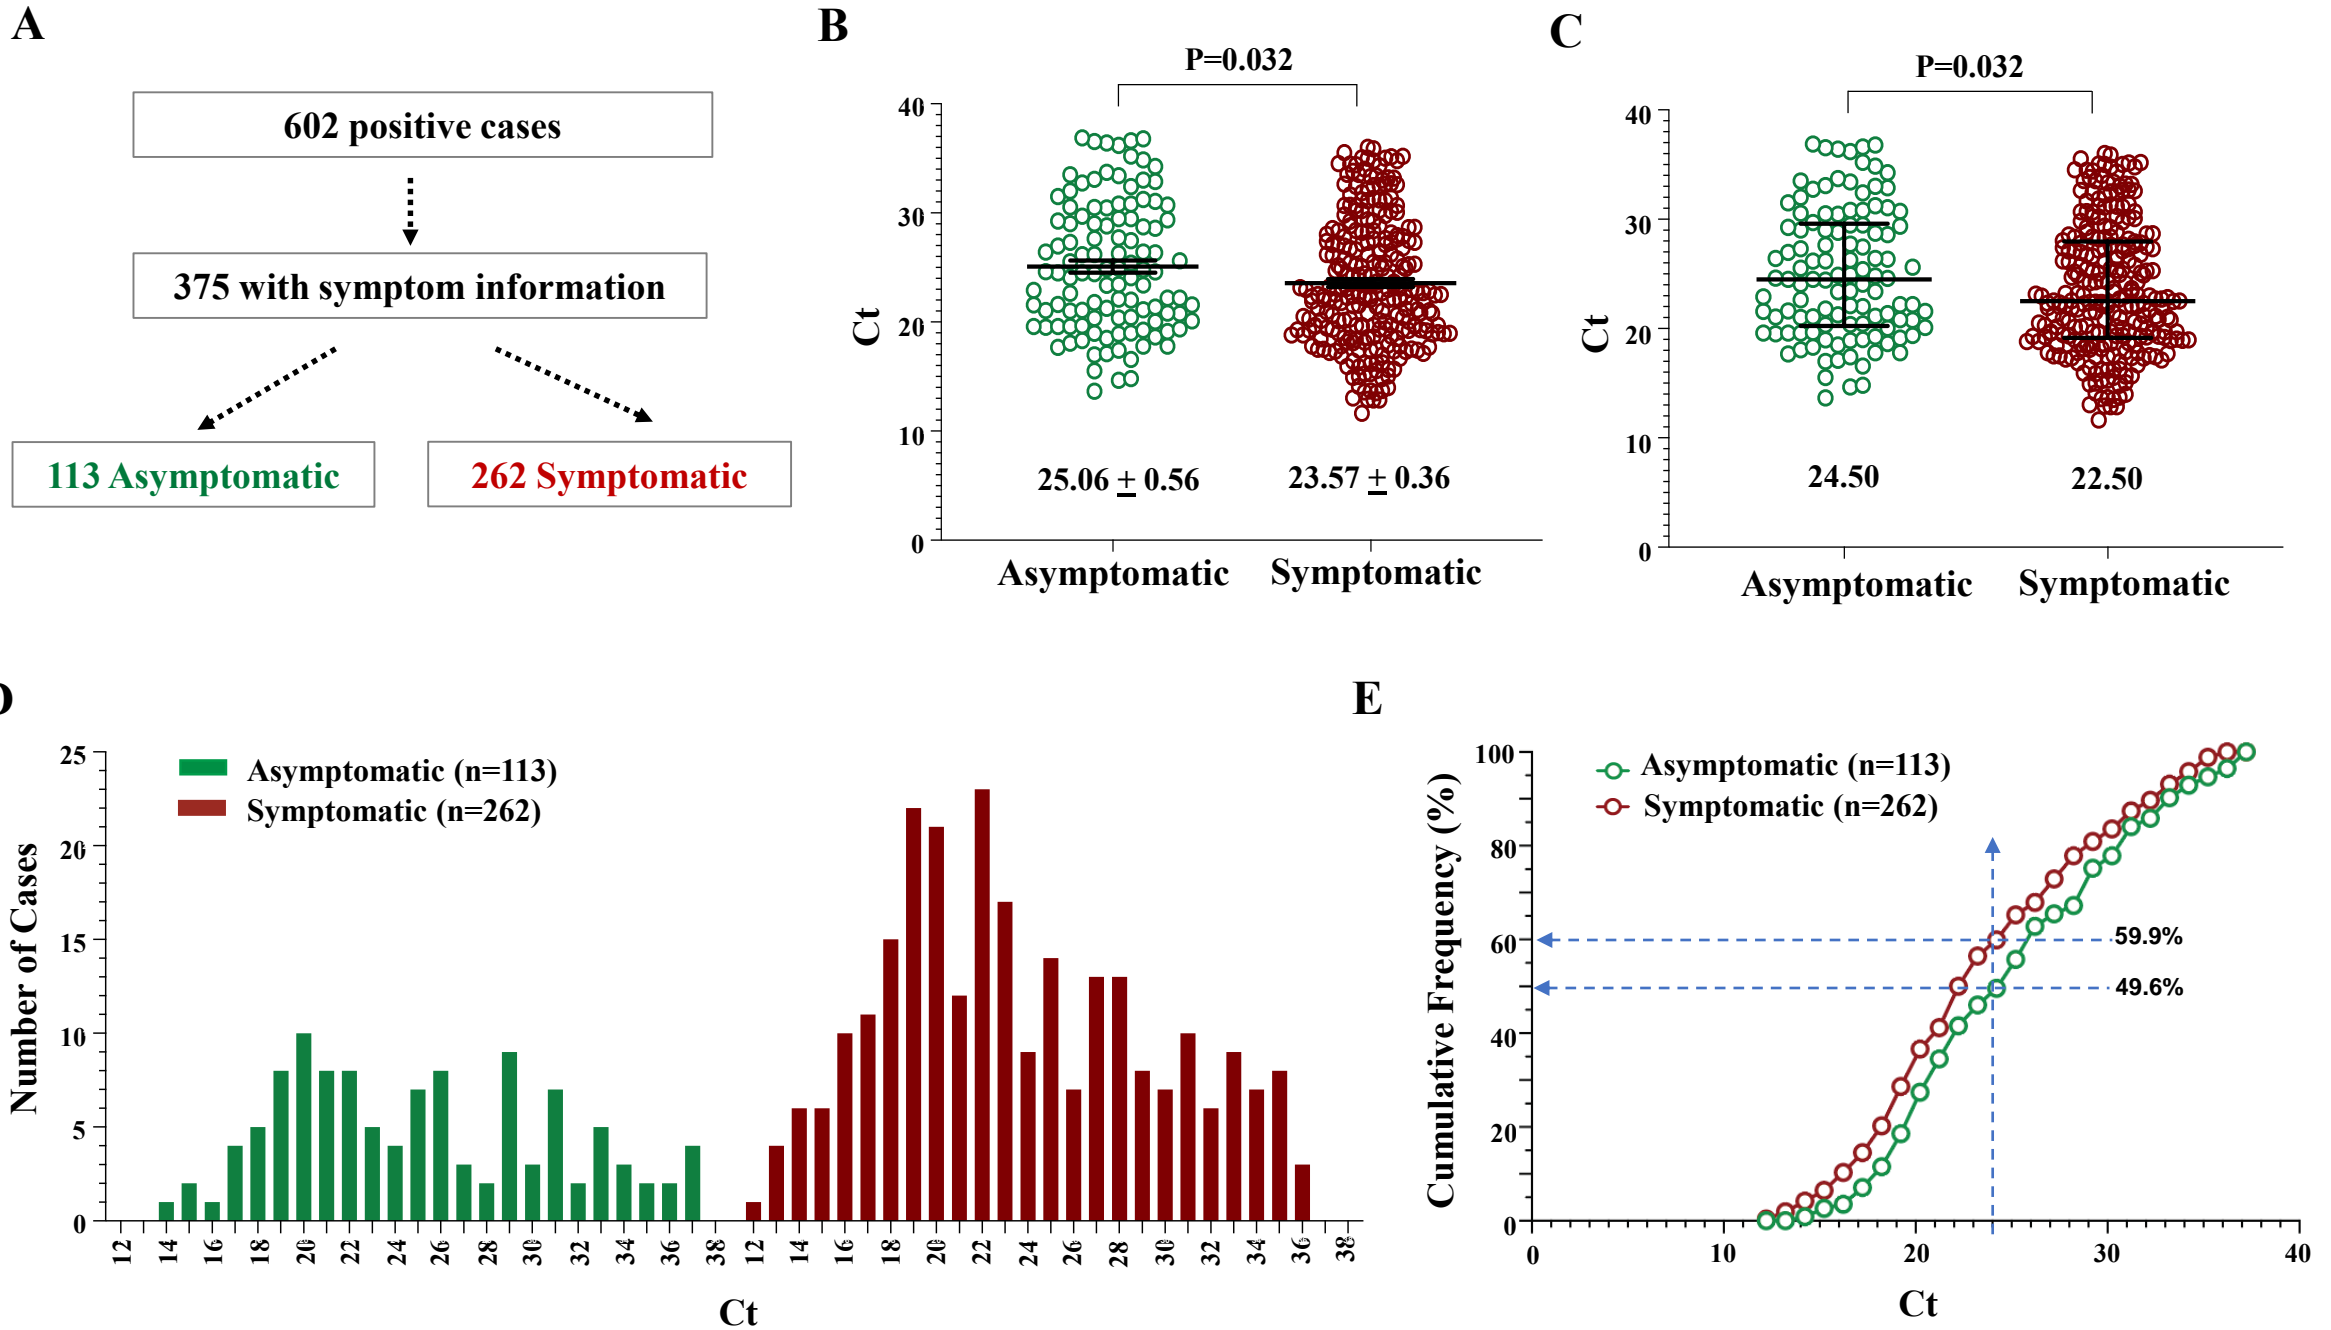 A
602 positive cases
375 with symptom information
113 Asymptomatic
262 Symptomatic
B
P=0.032
40
30
20
10
0
Ct
25.06 ± 0.56
23.57 ± 0.36
Asymptomatic
Symptomatic
C
P=0.032
40
30
20
10
0
Ct
24.50
22.50
Asymptomatic
Symptomatic
25
20
15
10
5
0
Number of Cases
Asymptomatic (n=113)
Symptomatic (n=262)
12 14 16 18 20 22 24 26 28 30 32 34 36 38 12 14 16 18 20 22 24 26 28 30 32 34 36 38
Ct
E
100
80
60
40
20
0
Cumulative Frequency (%)
Asymptomatic (n=113)
Symptomatic (n=262)
59.9%
49.6%
0 10 20 30 40
Ct